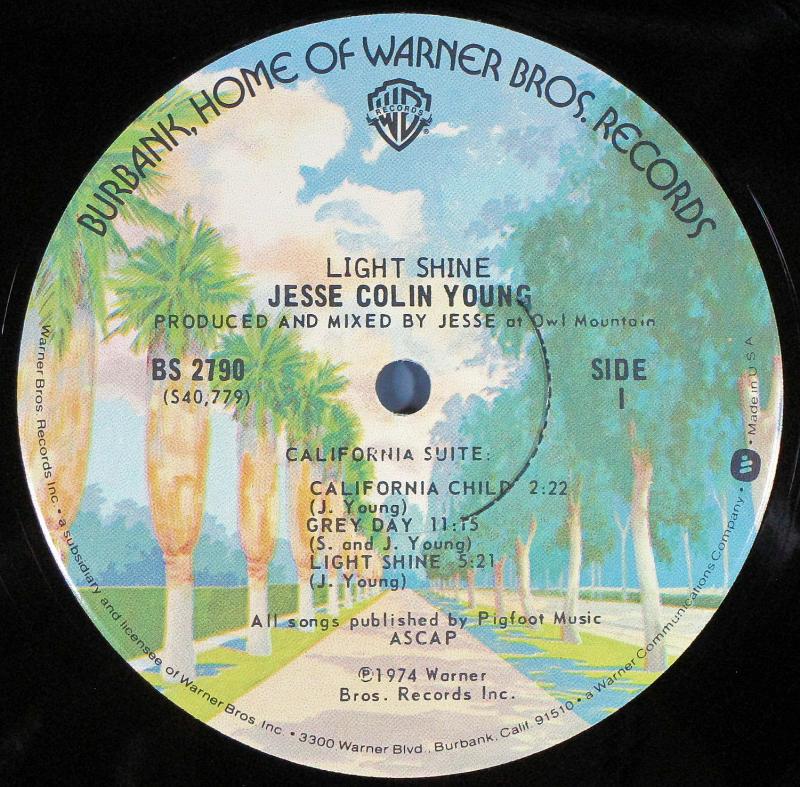 BURBANK, HOME OF WARNER BROS. RECORDS
WB
RECORDS
®
LIGHT SHINE
JESSE COLIN YOUNG
PRODUCED AND MIXED BY JESSE at Owl Mountain
BS 2790
(S40,779)
SIDE
1
CALIFORNIA SUITE:
CALIFORNIA CHILD 2:22
(J. Young)
GREY DAY 11:15
(S. and J. Young)
LIGHT SHINE 5:21
(J. Young)
All songs published by Pigfoot Music
ASCAP
℗1974 Warner
Bros. Records Inc.
Warner Bros. Records Inc. • a subsidiary and licensee of Warner Bros. Inc. • 3300 Warner Blvd., Burbank, Calif. 91510 • a Warner Communications Company • Made in U S A